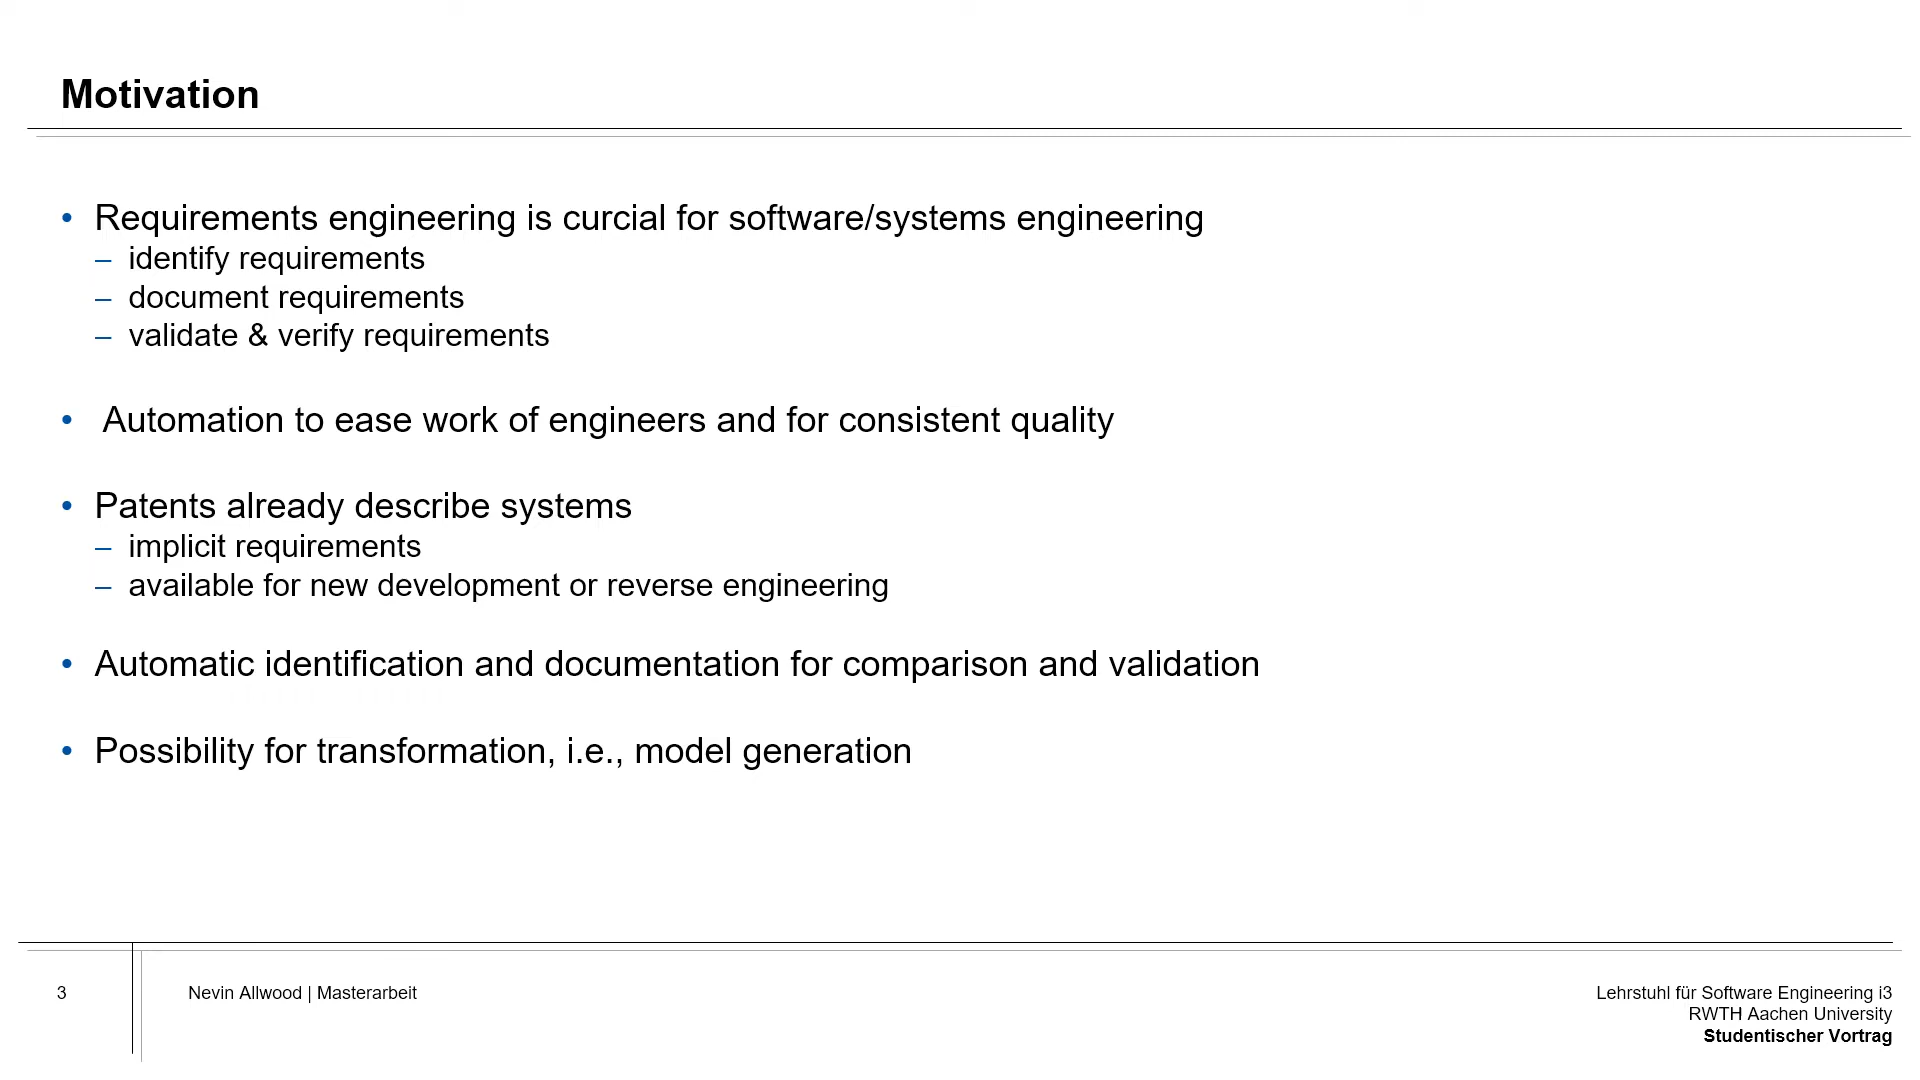 Motivation
• Requirements engineering is curcial for software/systems engineering
– identify requirements
– document requirements
– validate & verify requirements
• Automation to ease work of engineers and for consistent quality
• Patents already describe systems
– implicit requirements
– available for new development or reverse engineering
• Automatic identification and documentation for comparison and validation
• Possibility for transformation, i.e., model generation
3
Nevin Allwood | Masterarbeit
Lehrstuhl für Software Engineering i3
RWTH Aachen University
Studentischer Vortrag